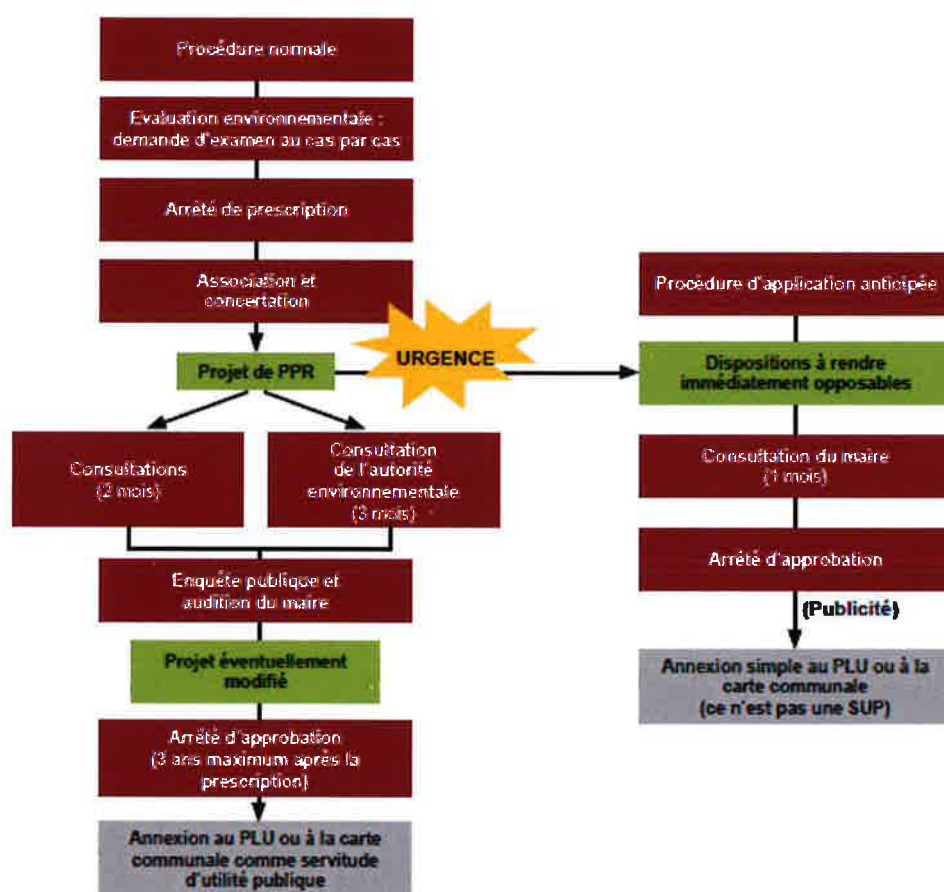 Procédure normale
Evaluation environnementale :
demande d'examen au cas par cas
Arrêté de prescription
Association et
concertation
Projet de PPR
URGENCE
Consultations
(2 mois)
Consultation
de l'autorité
environnementale
(3 mois)
Enquête publique et
audition du maire
Projet éventuellement
modifié
Arrêté d'approbation
(3 ans maximum après la
prescription)
Annexion au PLU ou à la carte
communale comme servitude
d'utilité publique
Procédure d'application anticipée
Dispositions à rendre
immédiatement opposables
Consultation du maire
(1 mois)
Arrêté d'approbation
(Publicité)
Annexion simple au PLU ou à la
carte communale
(ce n'est pas une SUP)